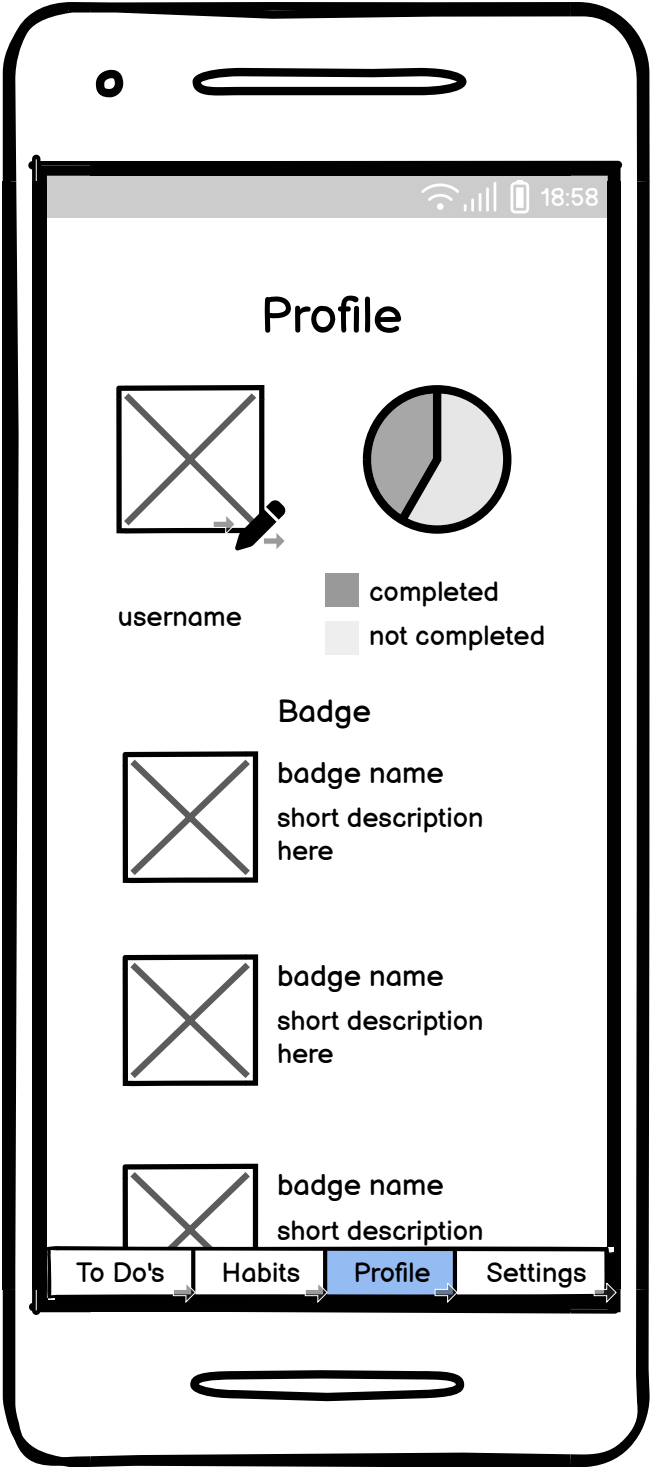 18:58
Profile
username
completed
not completed
Badge
badge name
short description
here
badge name
short description
here
badge name
short description
To Do's Habits Profile Settings